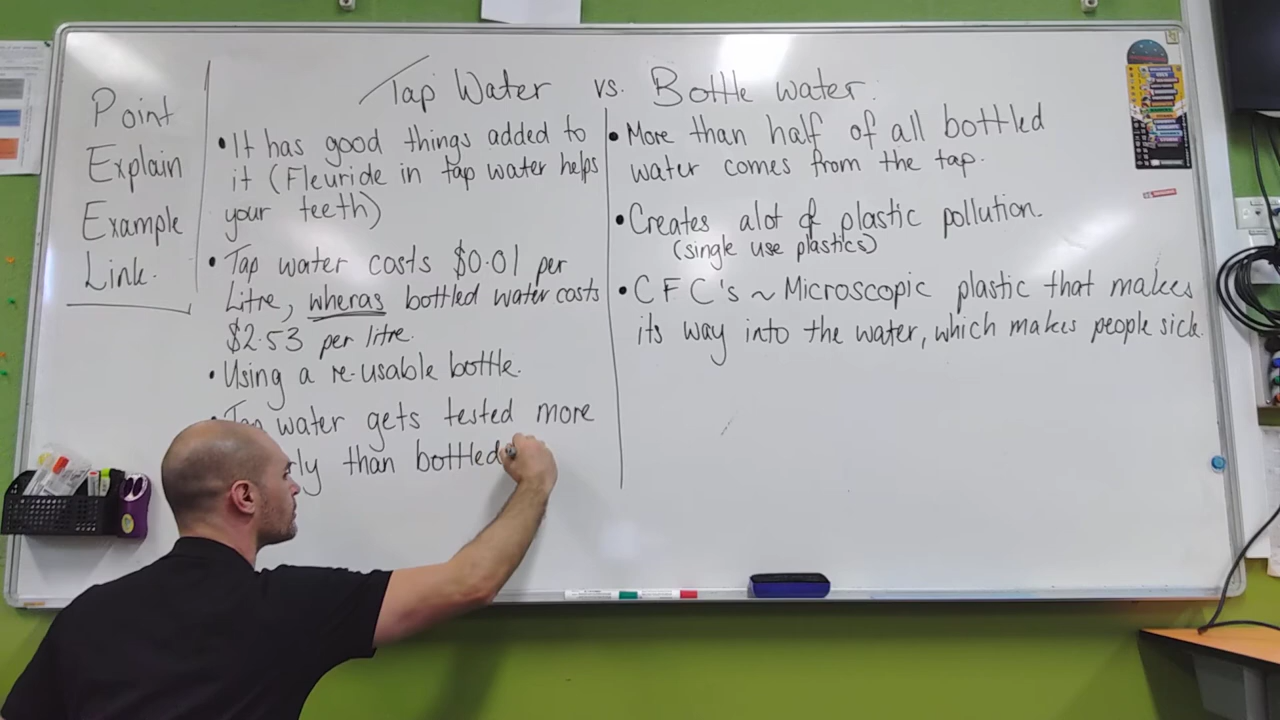 Point
Explain
Example
Link.
Tap Water vs. Bottle water.
• It has good things added to
it (Fleuride in tap water helps
your teeth)
• Tap water costs $0.01 per
Litre, wheras bottled water costs
$2.53 per litre.
• Using a re-usable bottle.
• Tap water gets tested more
rly than bottled
• More than half of all bottled
water comes from the tap.
• Creates alot of plastic pollution.
(single use plastics)
• CFC's ~ Microscopic plastic that makes
its way into the water, which makes people sick.